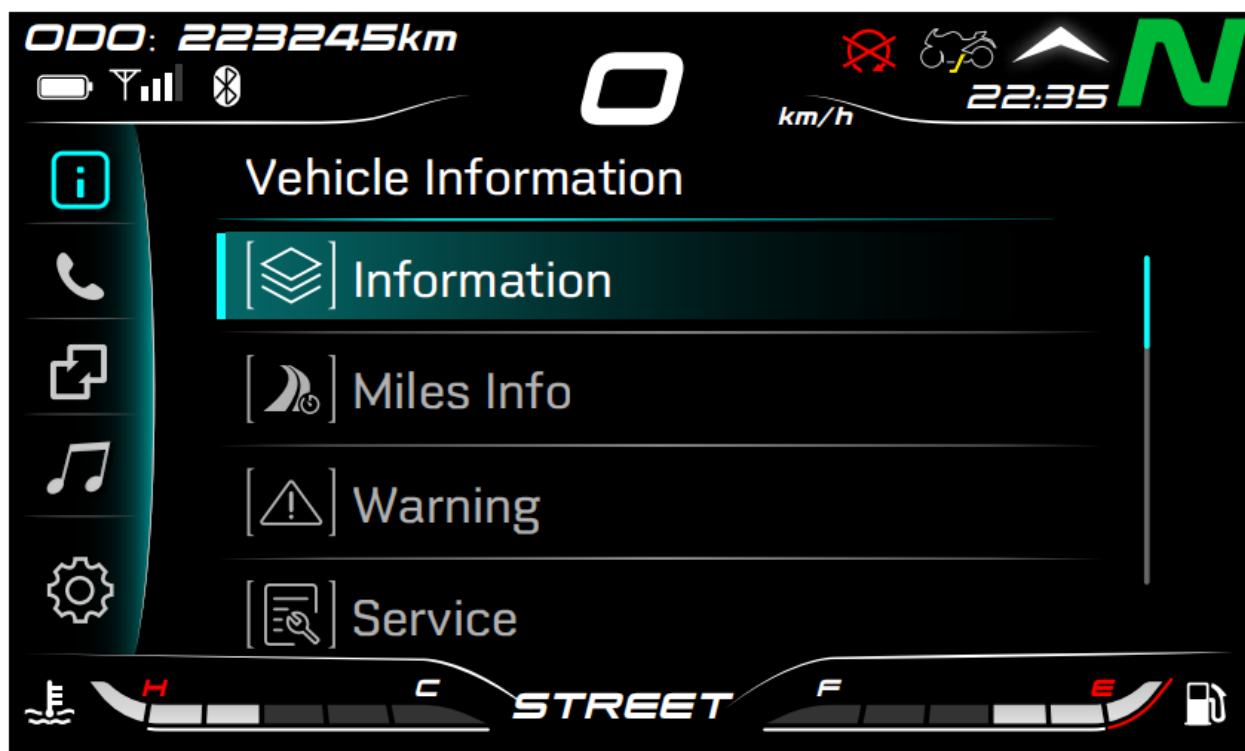 ODO: 223245km
0
km/h
22:35
N
Vehicle Information
Information
Miles Info
Warning
Service
H
C
STREET
F
E